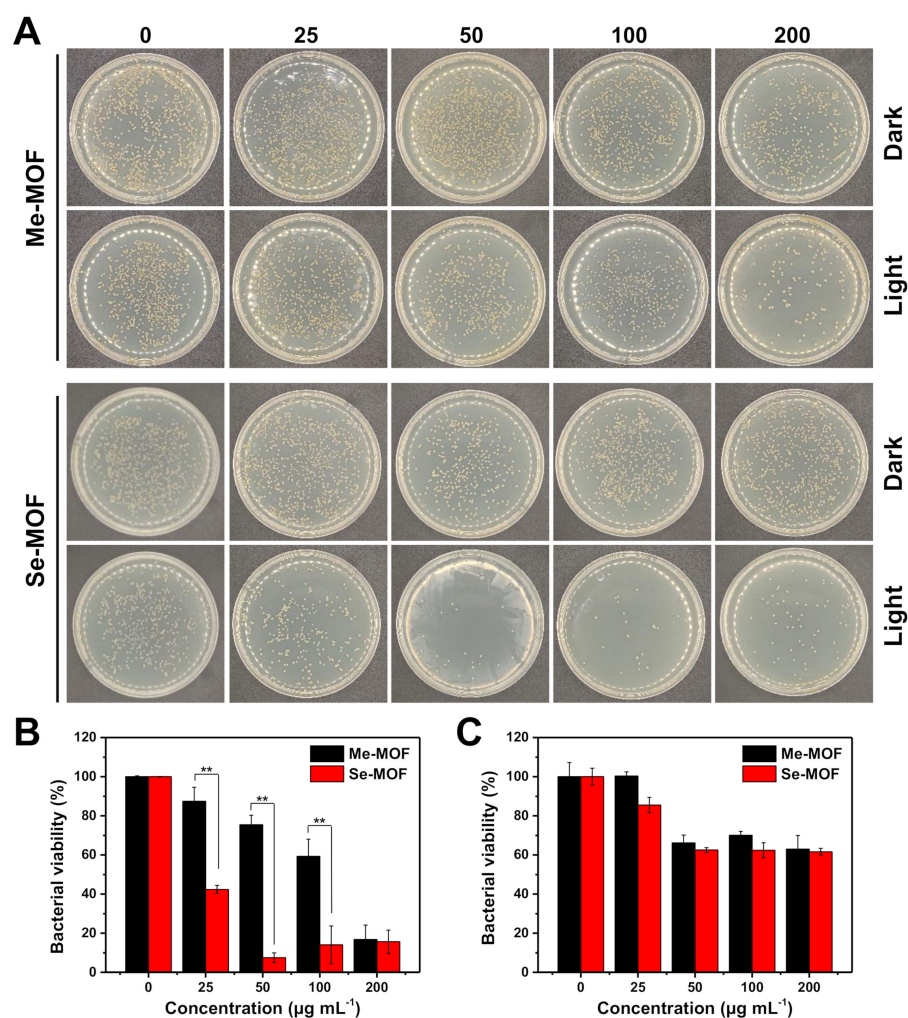 A
0 25 50 100 200
Me-MOF
Dark
Light
Se-MOF
Dark
Light
B
120
100
80
60
40
20
0
Bacterial viability (%)
Me-MOF
Se-MOF
**
**
**
0 25 50 100 200
Concentration (µg mL⁻¹)
C
120
100
80
60
40
20
0
Bacterial viability (%)
Me-MOF
Se-MOF
0 25 50 100 200
Concentration (µg mL⁻¹)